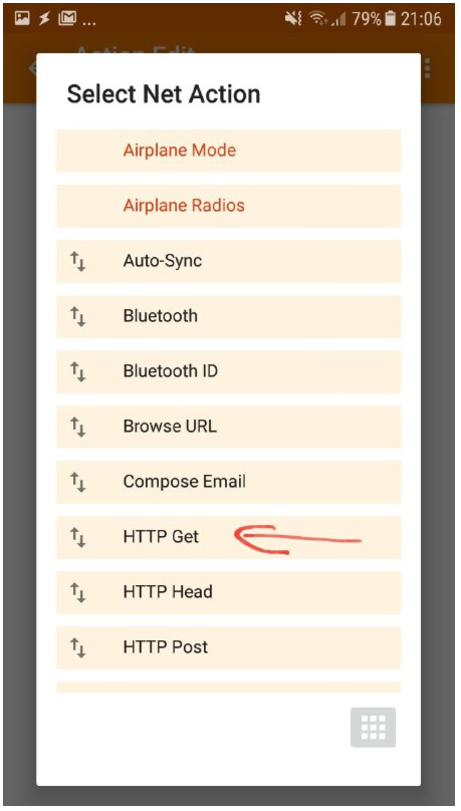 ... 79% 21:06
Action Edit
Select Net Action
Airplane Mode
Airplane Radios
Auto-Sync
Bluetooth
Bluetooth ID
Browse URL
Compose Email
HTTP Get
HTTP Head
HTTP Post